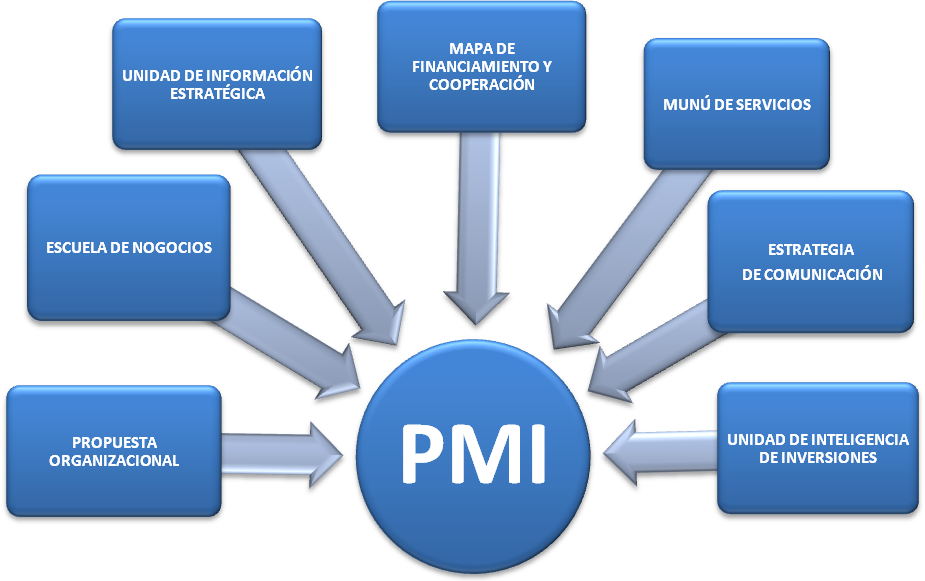 MAPA DE
FINANCIAMIENTO Y
COOPERACIÓN
UNIDAD DE INFORMACIÓN
ESTRATÉGICA
MUNÚ DE SERVICIOS
ESCUELA DE NOGOCIOS
ESTRATEGIA
DE COMUNICACIÓN
PROPUESTA
ORGANIZACIONAL
PMI
UNIDAD DE INTELIGENCIA
DE INVERSIONES